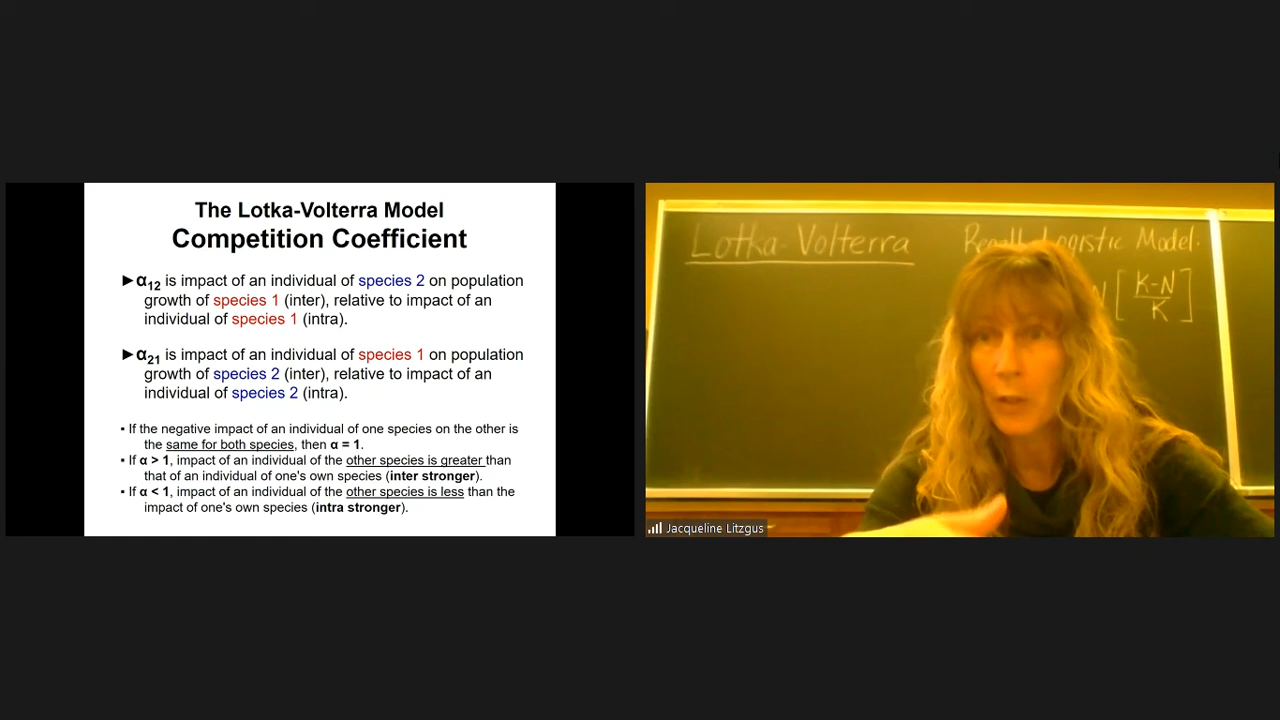 The Lotka-Volterra Model
Competition Coefficient
►α12 is impact of an individual of species 2 on population
growth of species 1 (inter), relative to impact of an
individual of species 1 (intra).
►α21 is impact of an individual of species 1 on population
growth of species 2 (inter), relative to impact of an
individual of species 2 (intra).
▪ If the negative impact of an individual of one species on the other is
the same for both species, then α = 1.
▪ If α > 1, impact of an individual of the other species is greater than
that of an individual of one's own species (inter stronger).
▪ If α < 1, impact of an individual of the other species is less than the
impact of one's own species (intra stronger).
Lotka-Volterra
Logistic Model.
N [K-N
K]
Jacqueline Litzgus